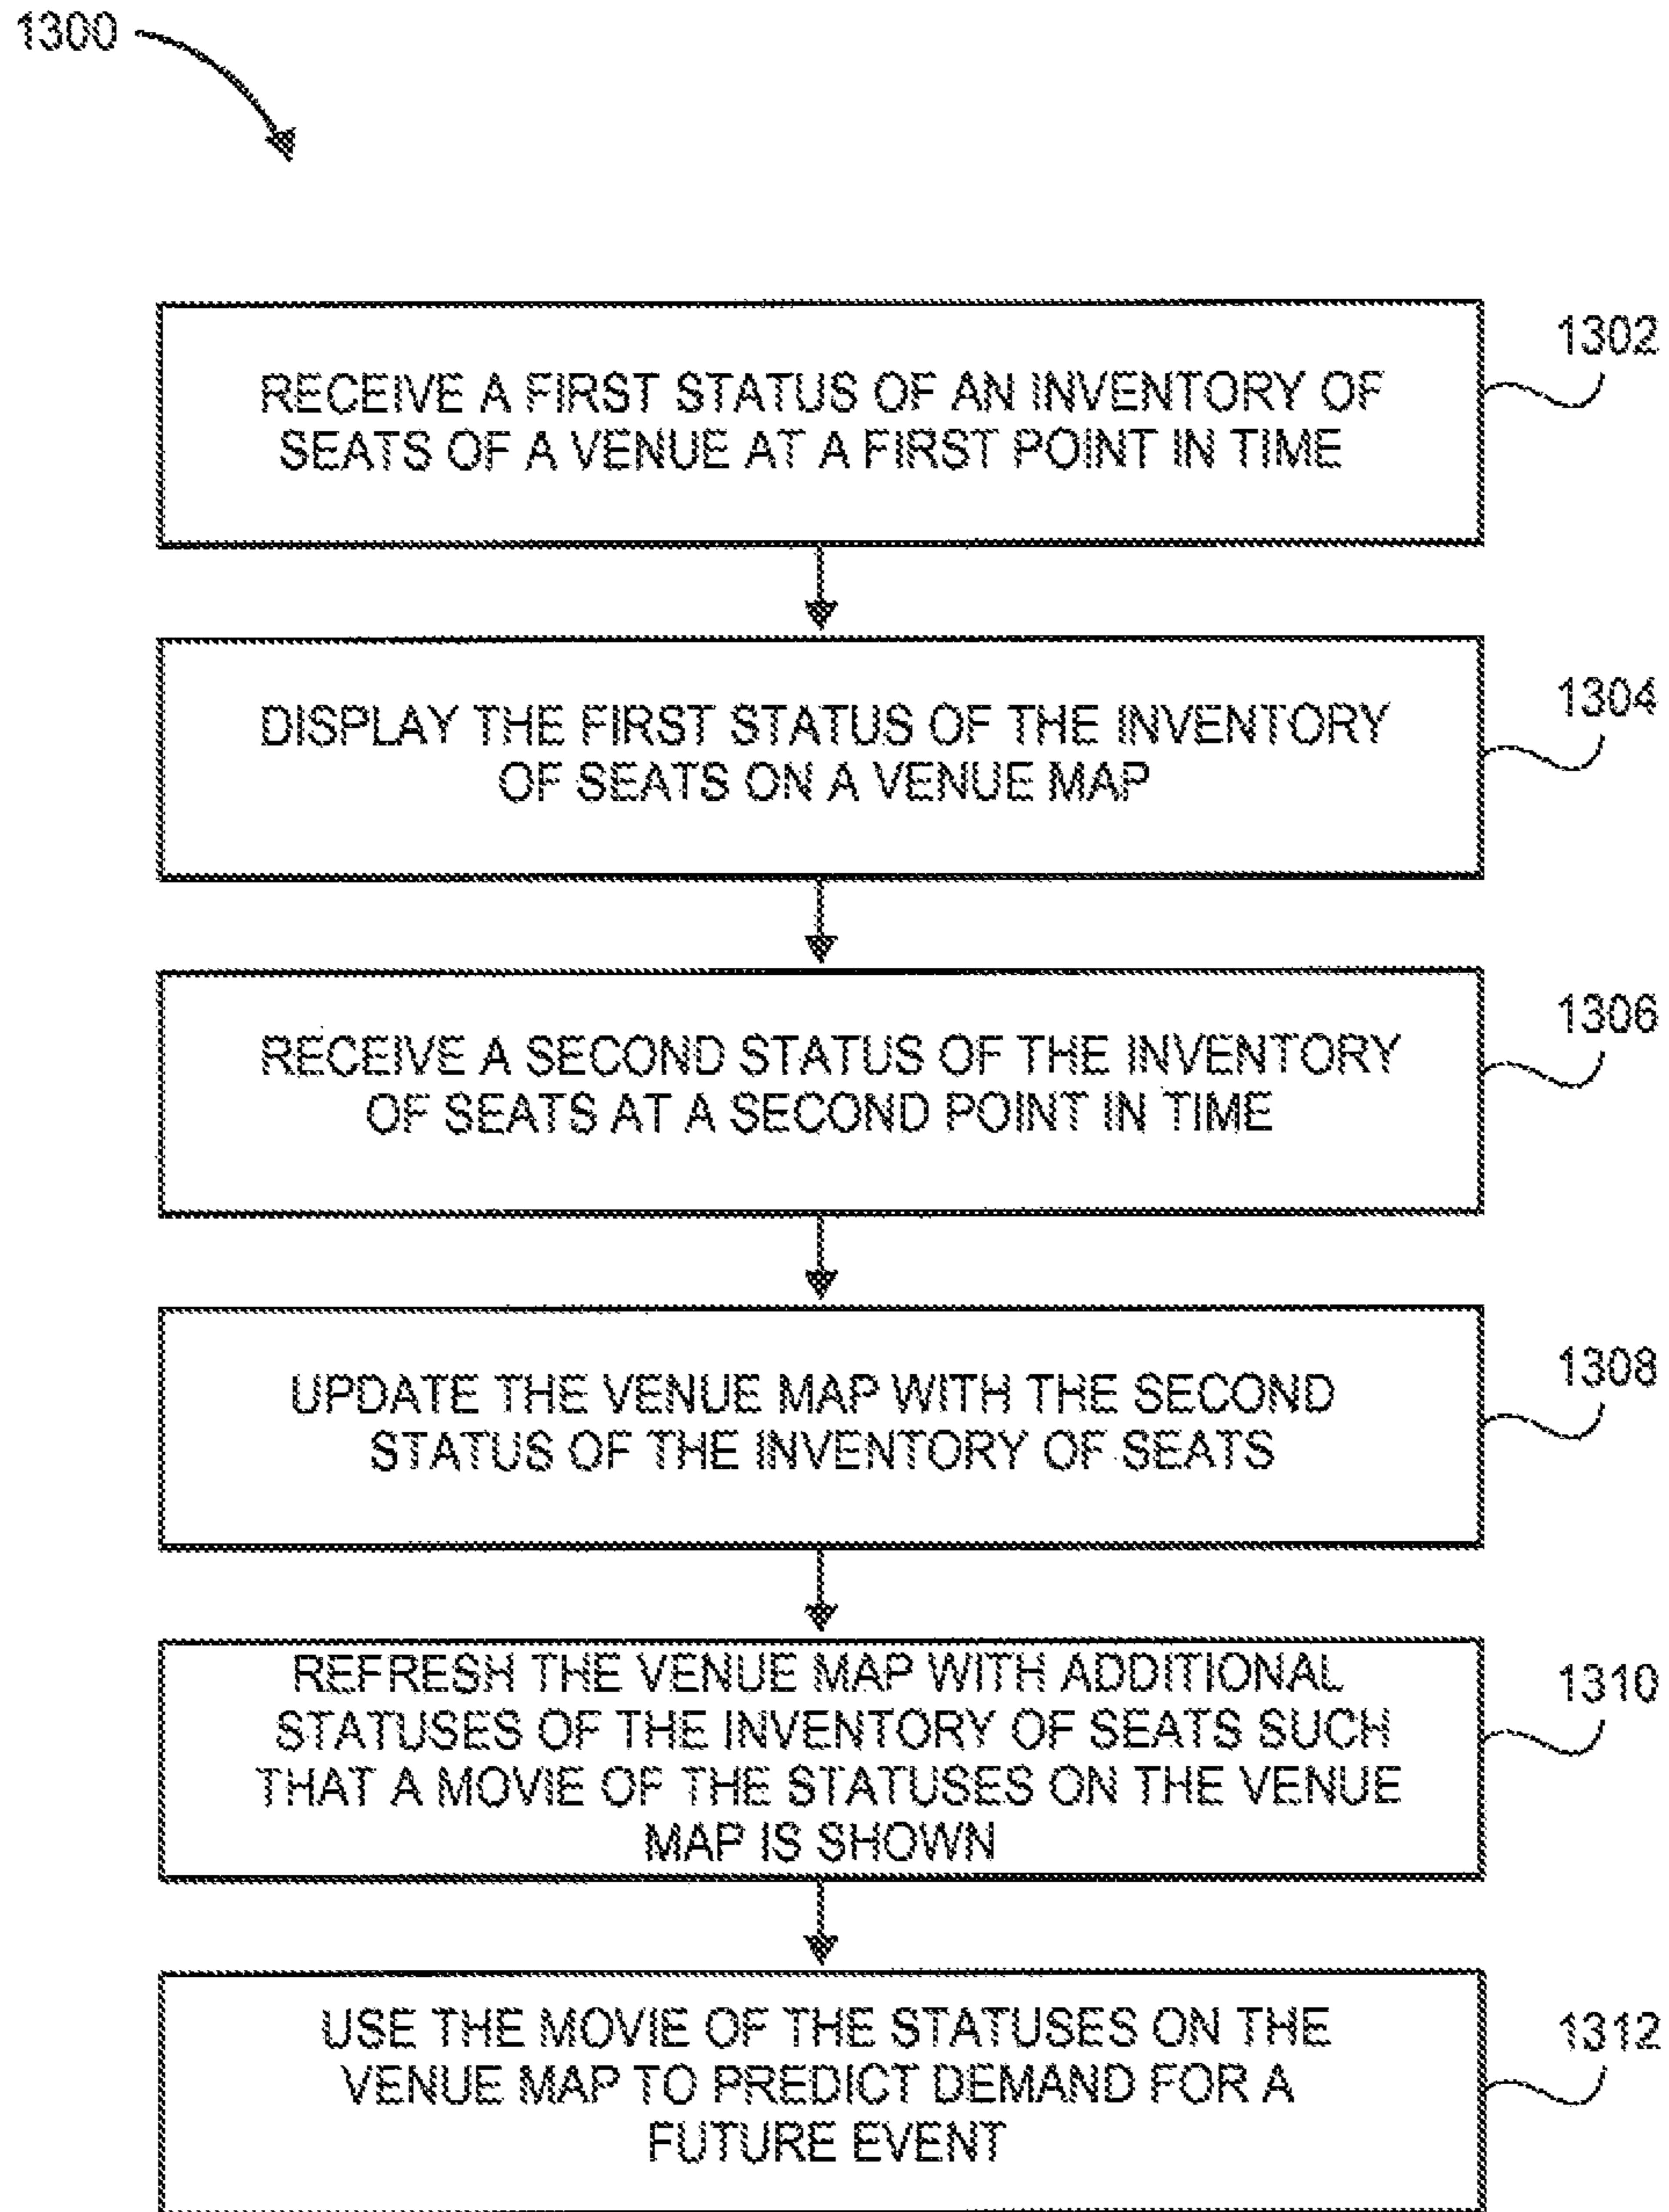 1300
RECEIVE A FIRST STATUS OF AN INVENTORY OF
SEATS OF A VENUE AT A FIRST POINT IN TIME
1302
DISPLAY THE FIRST STATUS OF THE INVENTORY
OF SEATS ON A VENUE MAP
1304
RECEIVE A SECOND STATUS OF THE INVENTORY
OF SEATS AT A SECOND POINT IN TIME
1306
UPDATE THE VENUE MAP WITH THE SECOND
STATUS OF THE INVENTORY OF SEATS
1308
REFRESH THE VENUE MAP WITH ADDITIONAL
STATUSES OF THE INVENTORY OF SEATS SUCH
THAT A MOVIE OF THE STATUSES ON THE VENUE
MAP IS SHOWN
1310
USE THE MOVIE OF THE STATUSES ON THE
VENUE MAP TO PREDICT DEMAND FOR A
FUTURE EVENT
1312